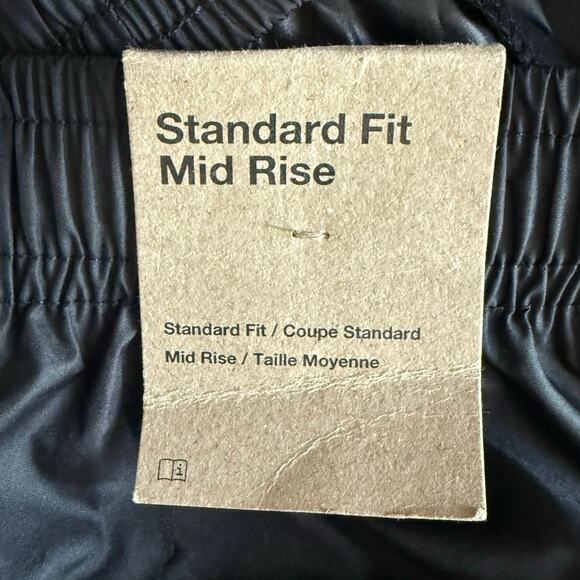 Standard Fit
Mid Rise
Standard Fit / Coupe Standard
Mid Rise / Taille Moyenne
i